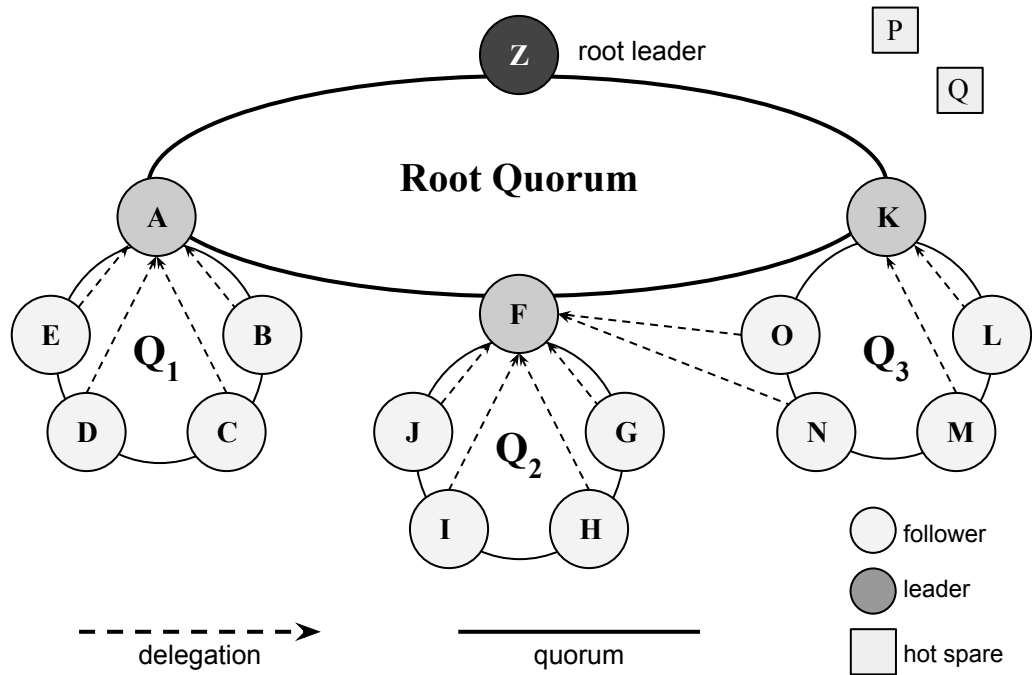 Z
root leader
P
Q
Root Quorum
A
K
F
E
B
Q1
D
C
O
L
Q3
N
M
J
G
Q2
I
H
follower
leader
hot spare
delegation
quorum